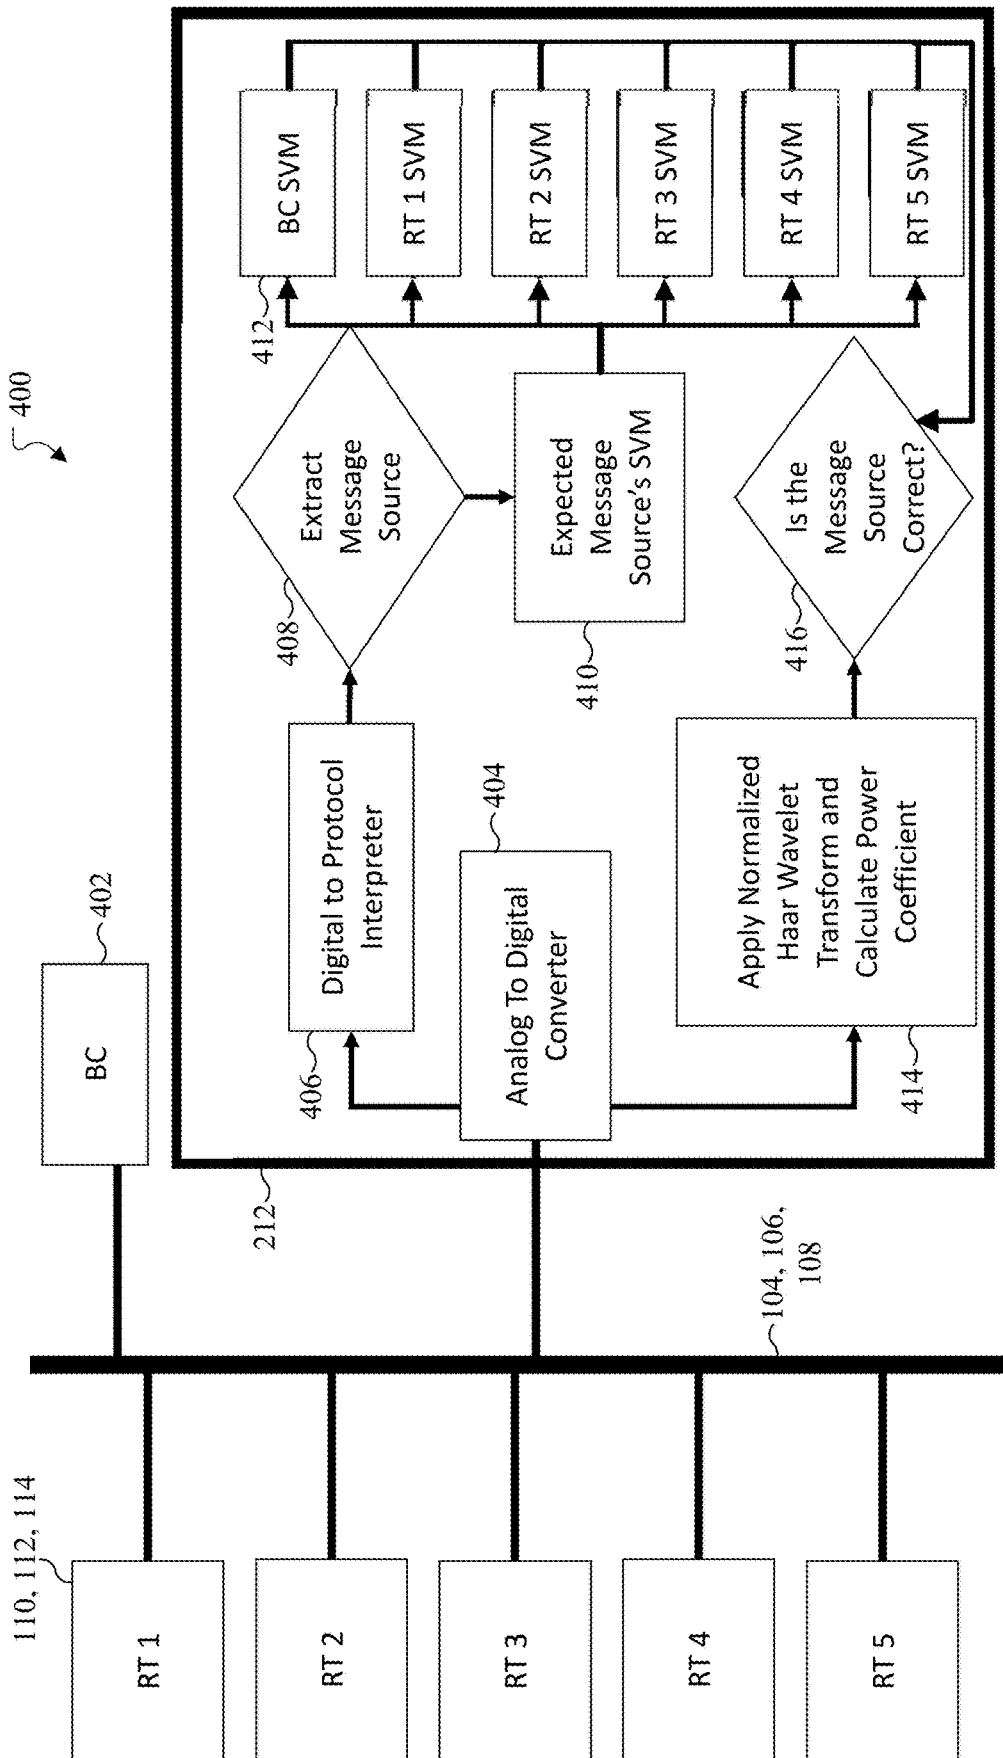 400
110, 112, 114
RT 1
RT 2
RT 3
RT 4
RT 5
104, 106,
108
BC
402
212
Analog To Digital
Converter
404
406
Digital to Protocol
Interpreter
408
Extract
Message
Source
410
Expected
Message
Source's SVM
412
BC SVM
RT 1 SVM
RT 2 SVM
RT 3 SVM
RT 4 SVM
RT 5 SVM
414
Apply Normalized
Haar Wavelet
Transform and
Calculate Power
Coefficient
416
Is the
Message
Source
Correct?